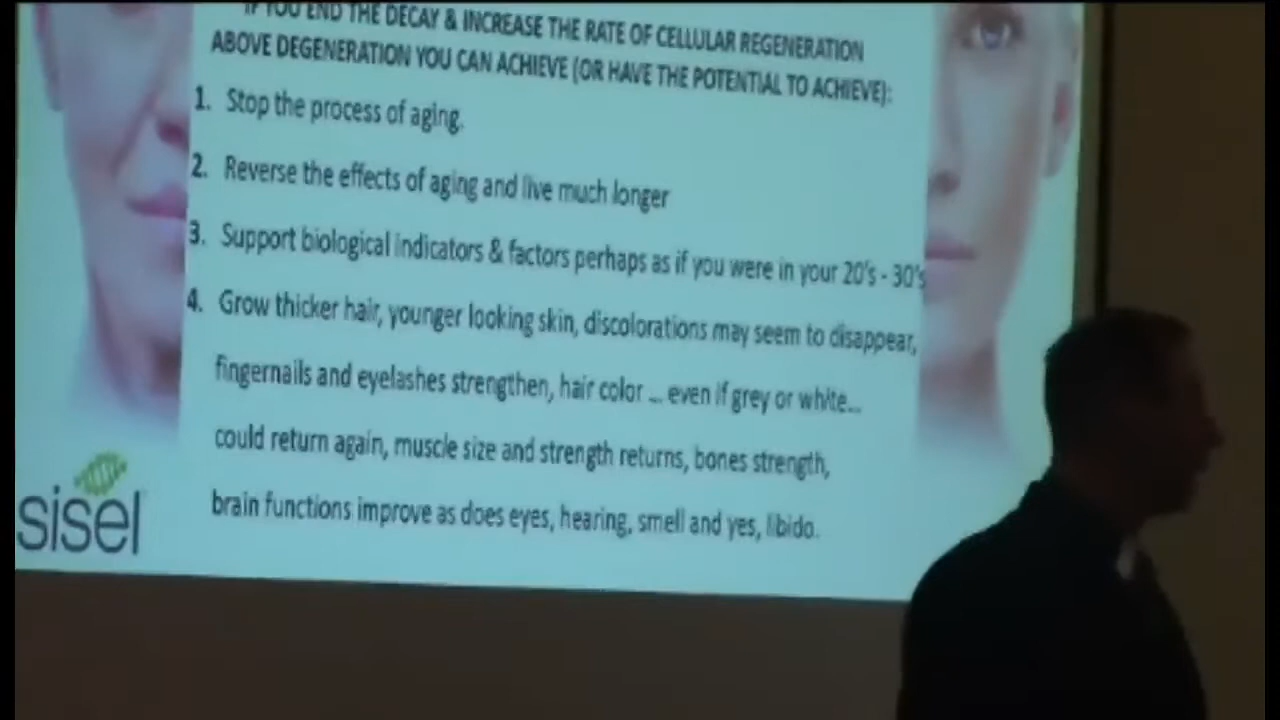 IF YOU END THE DECAY & INCREASE THE RATE OF CELLULAR REGENERATION
ABOVE DEGENERATION YOU CAN ACHIEVE (OR HAVE THE POTENTIAL TO ACHIEVE):
1. Stop the process of aging.
2. Reverse the effects of aging and live much longer
3. Support biological indicators & factors perhaps as if you were in your 20's - 30's
4. Grow thicker hair, younger looking skin, discolorations may seem to disappear,
fingernails and eyelashes strengthen, hair color ... even if grey or white...
could return again, muscle size and strength returns, bones strength,
brain functions improve as does eyes, hearing, smell and yes, libido.
sisel